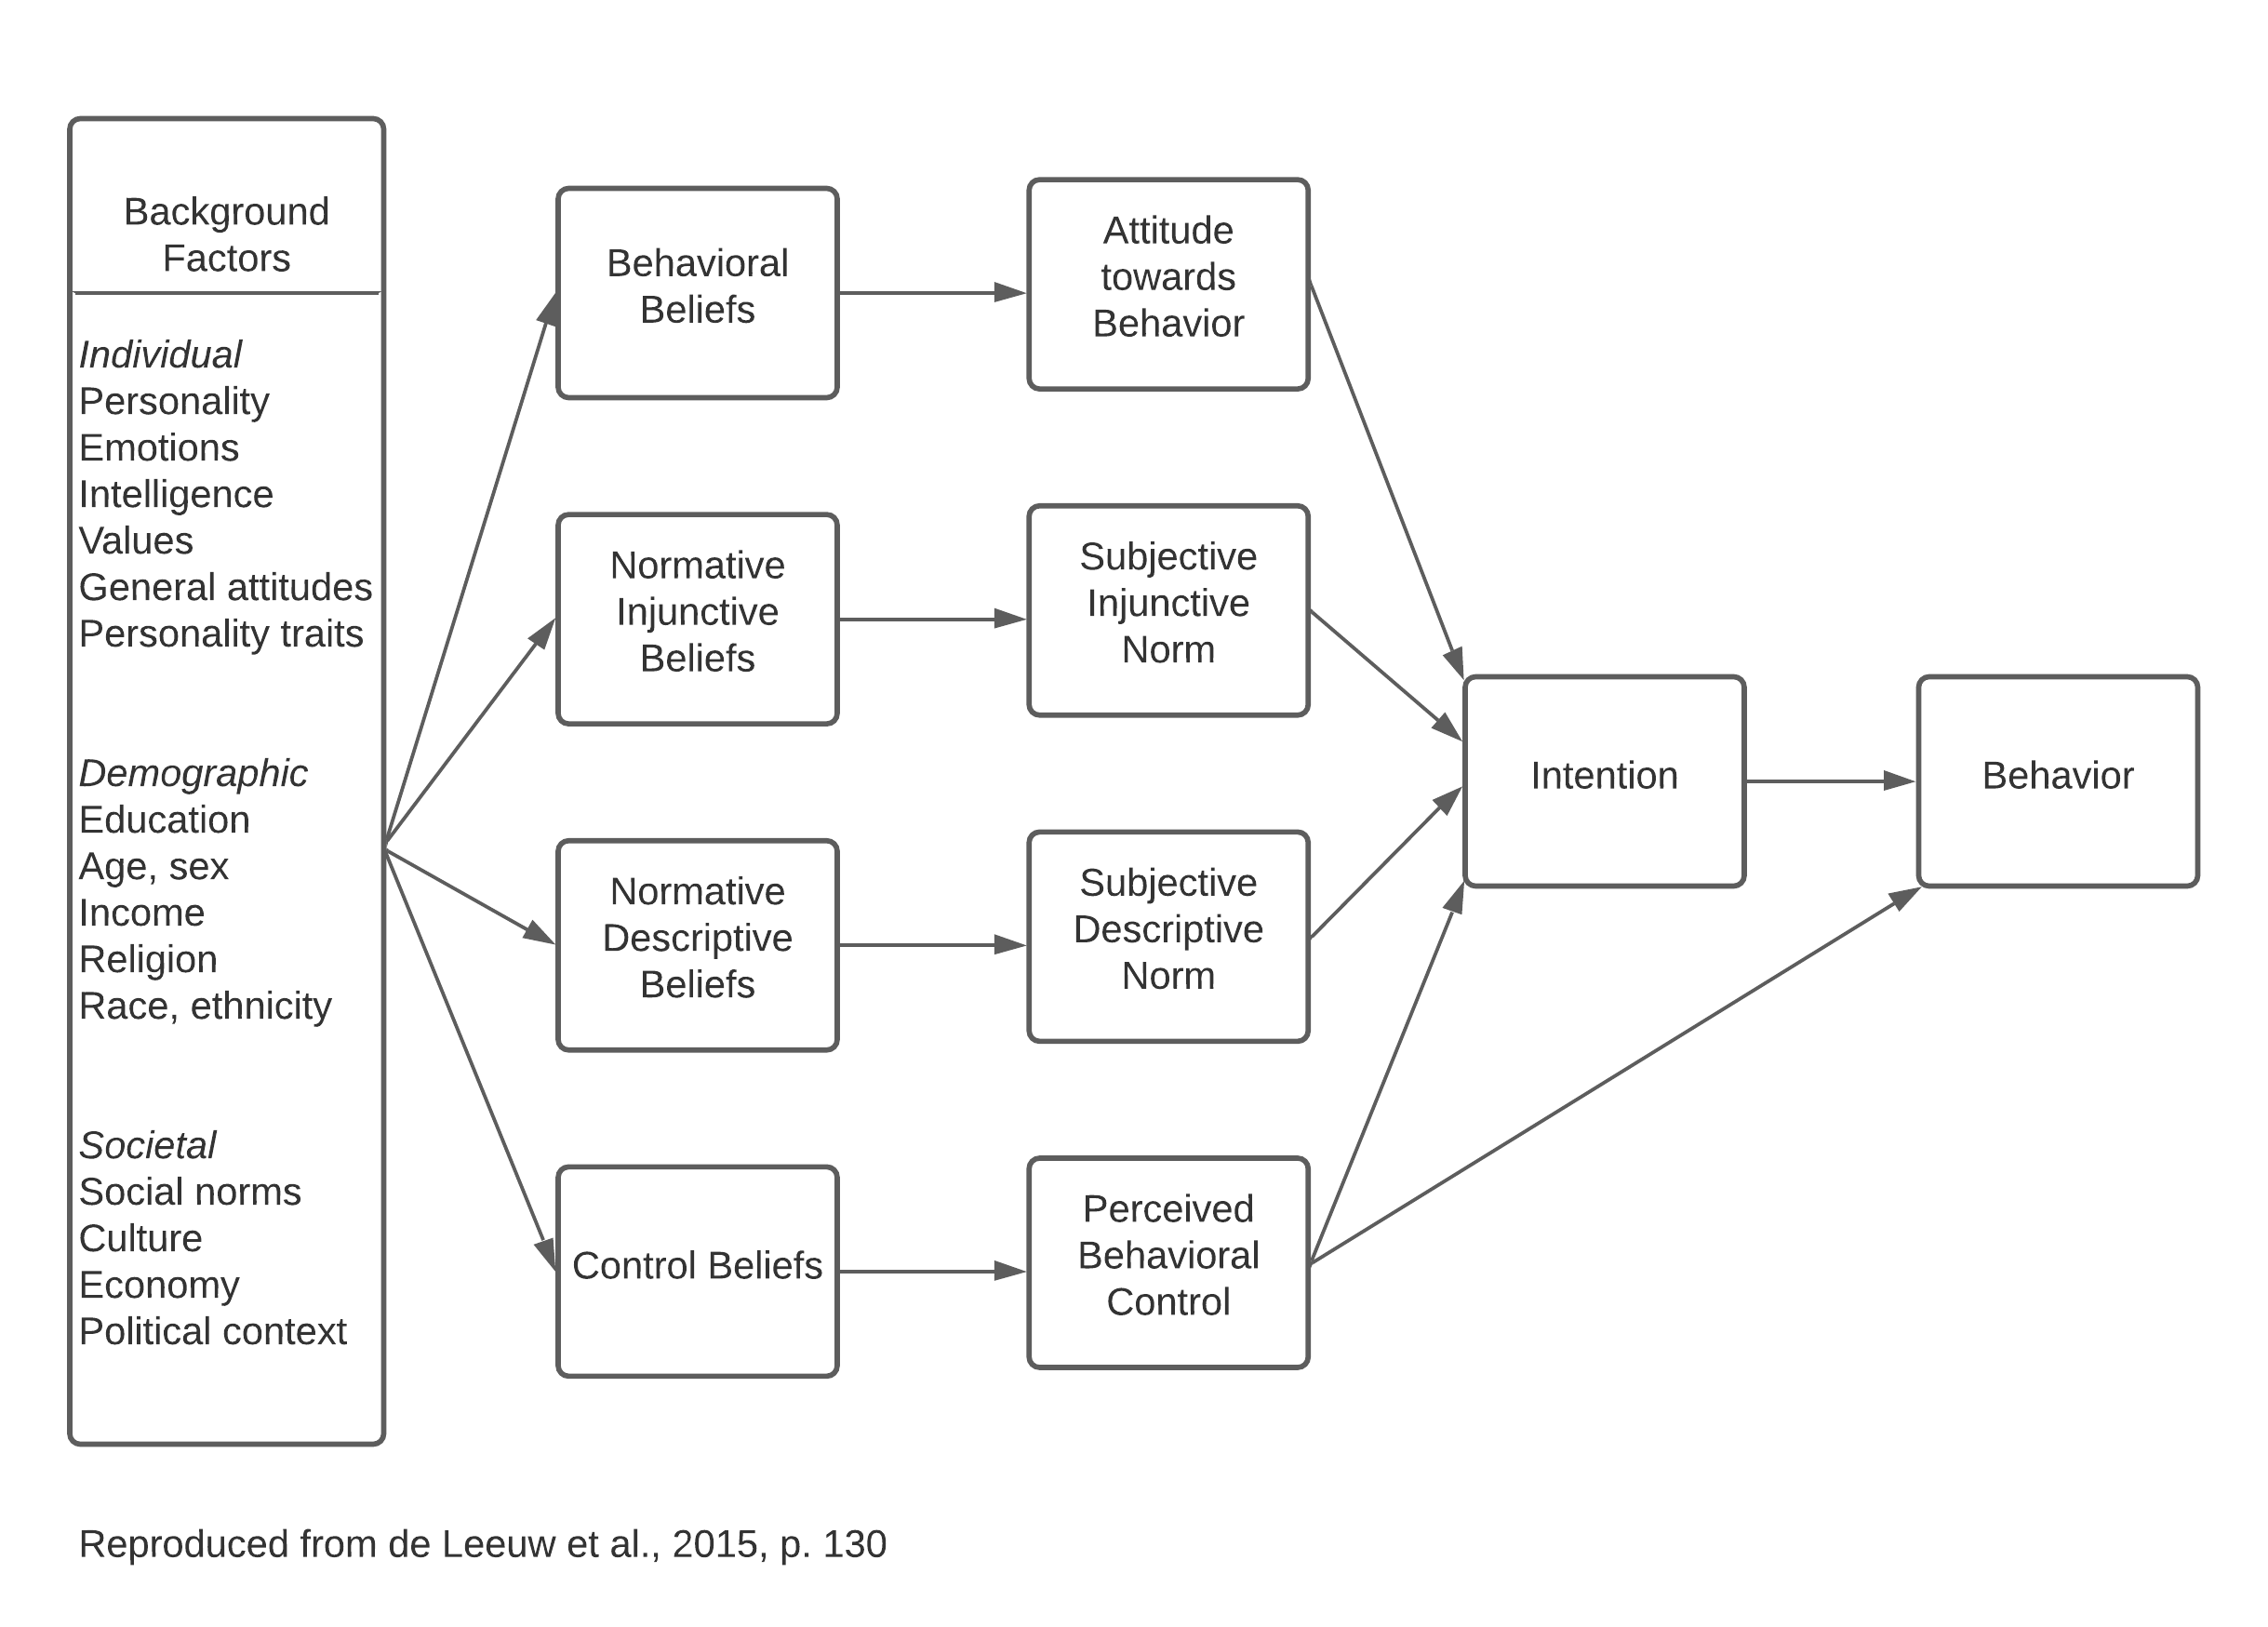 Background
Factors
Individual
Personality
Emotions
Intelligence
Values
General attitudes
Personality traits
Demographic
Education
Age, sex
Income
Religion
Race, ethnicity
Societal
Social norms
Culture
Economy
Political context
Behavioral
Beliefs
Normative
Injunctive
Beliefs
Normative
Descriptive
Beliefs
Control Beliefs
Attitude
towards
Behavior
Subjective
Injunctive
Norm
Subjective
Descriptive
Norm
Perceived
Behavioral
Control
Intention
Behavior
Reproduced from de Leeuw et al., 2015, p. 130